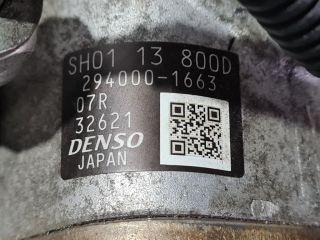 SH01 13 800D
294000-1663
07R
32621
DENSO
JAPAN